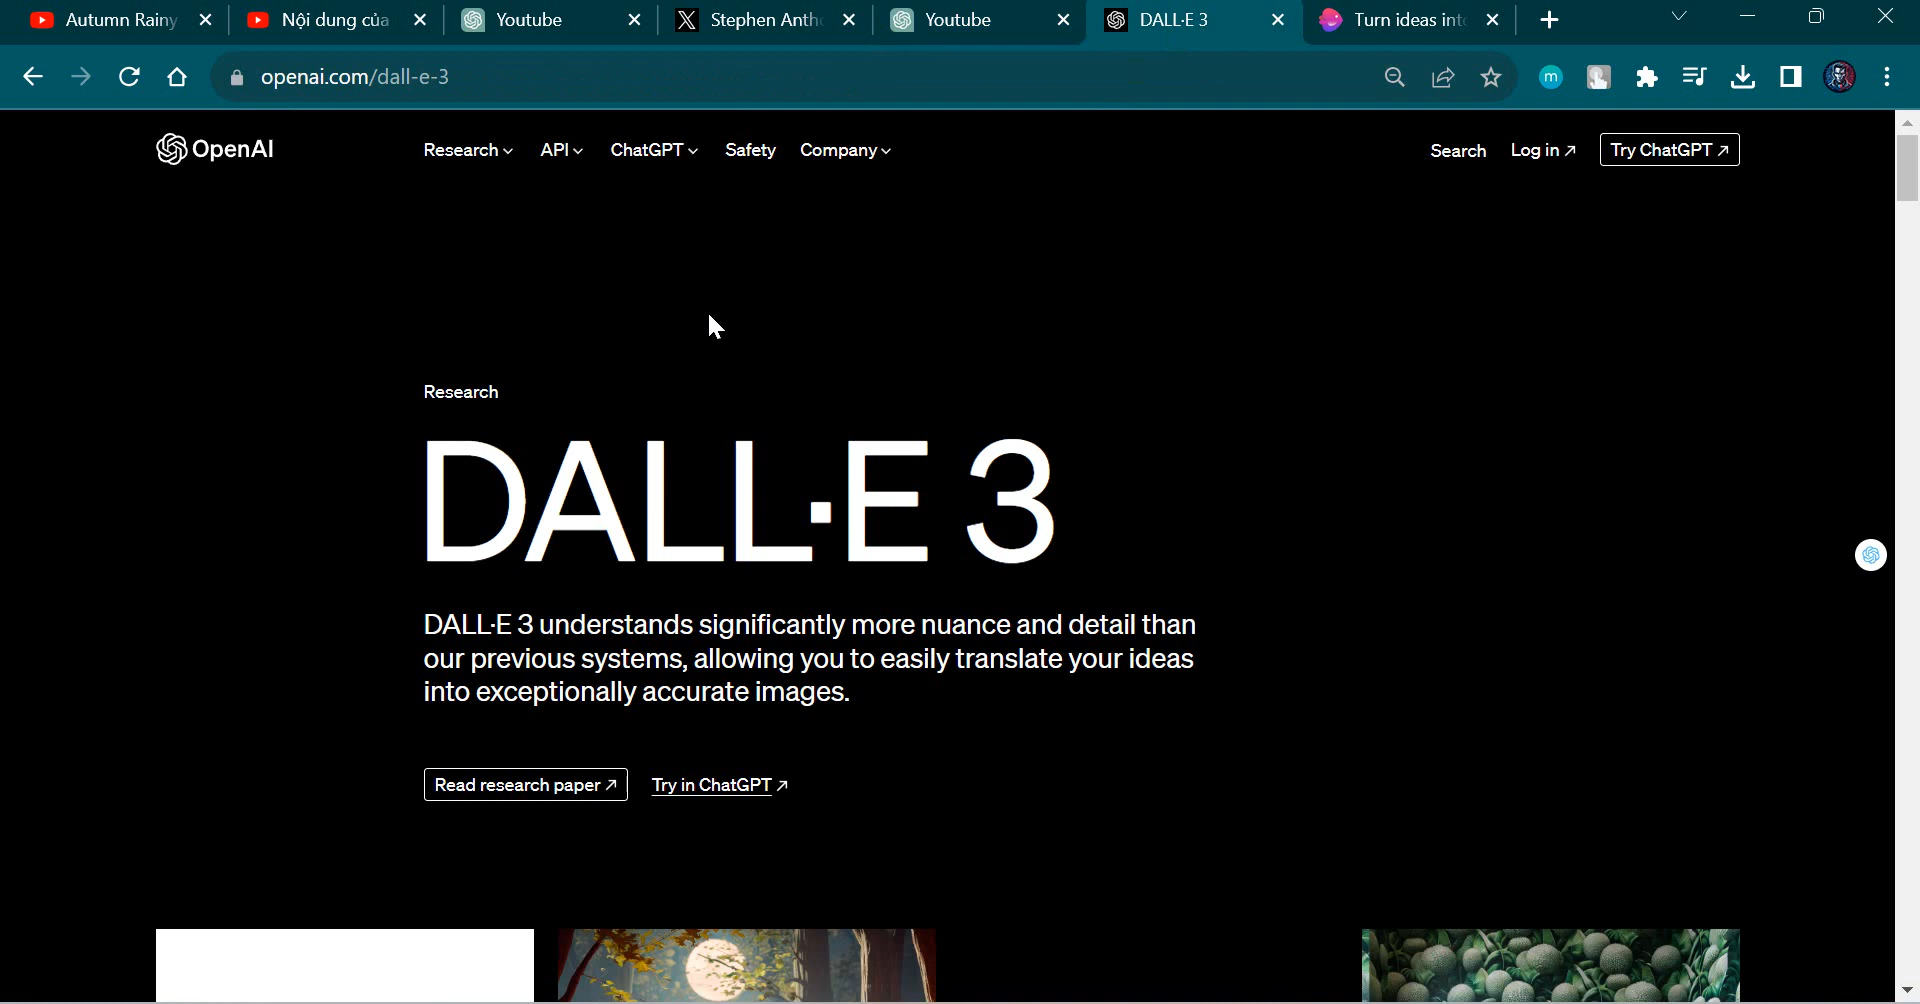 Autumn Rainy
Nội dung của
Youtube
Stephen Anth
Youtube
DALL·E 3
Turn ideas int
openai.com/dall-e-3
m
OpenAI
Research
API
ChatGPT
Safety
Company
Search
Log in ↗
Try ChatGPT ↗
Research
DALL·E 3
DALL·E 3 understands significantly more nuance and detail than
our previous systems, allowing you to easily translate your ideas
into exceptionally accurate images.
Read research paper ↗
Try in ChatGPT ↗